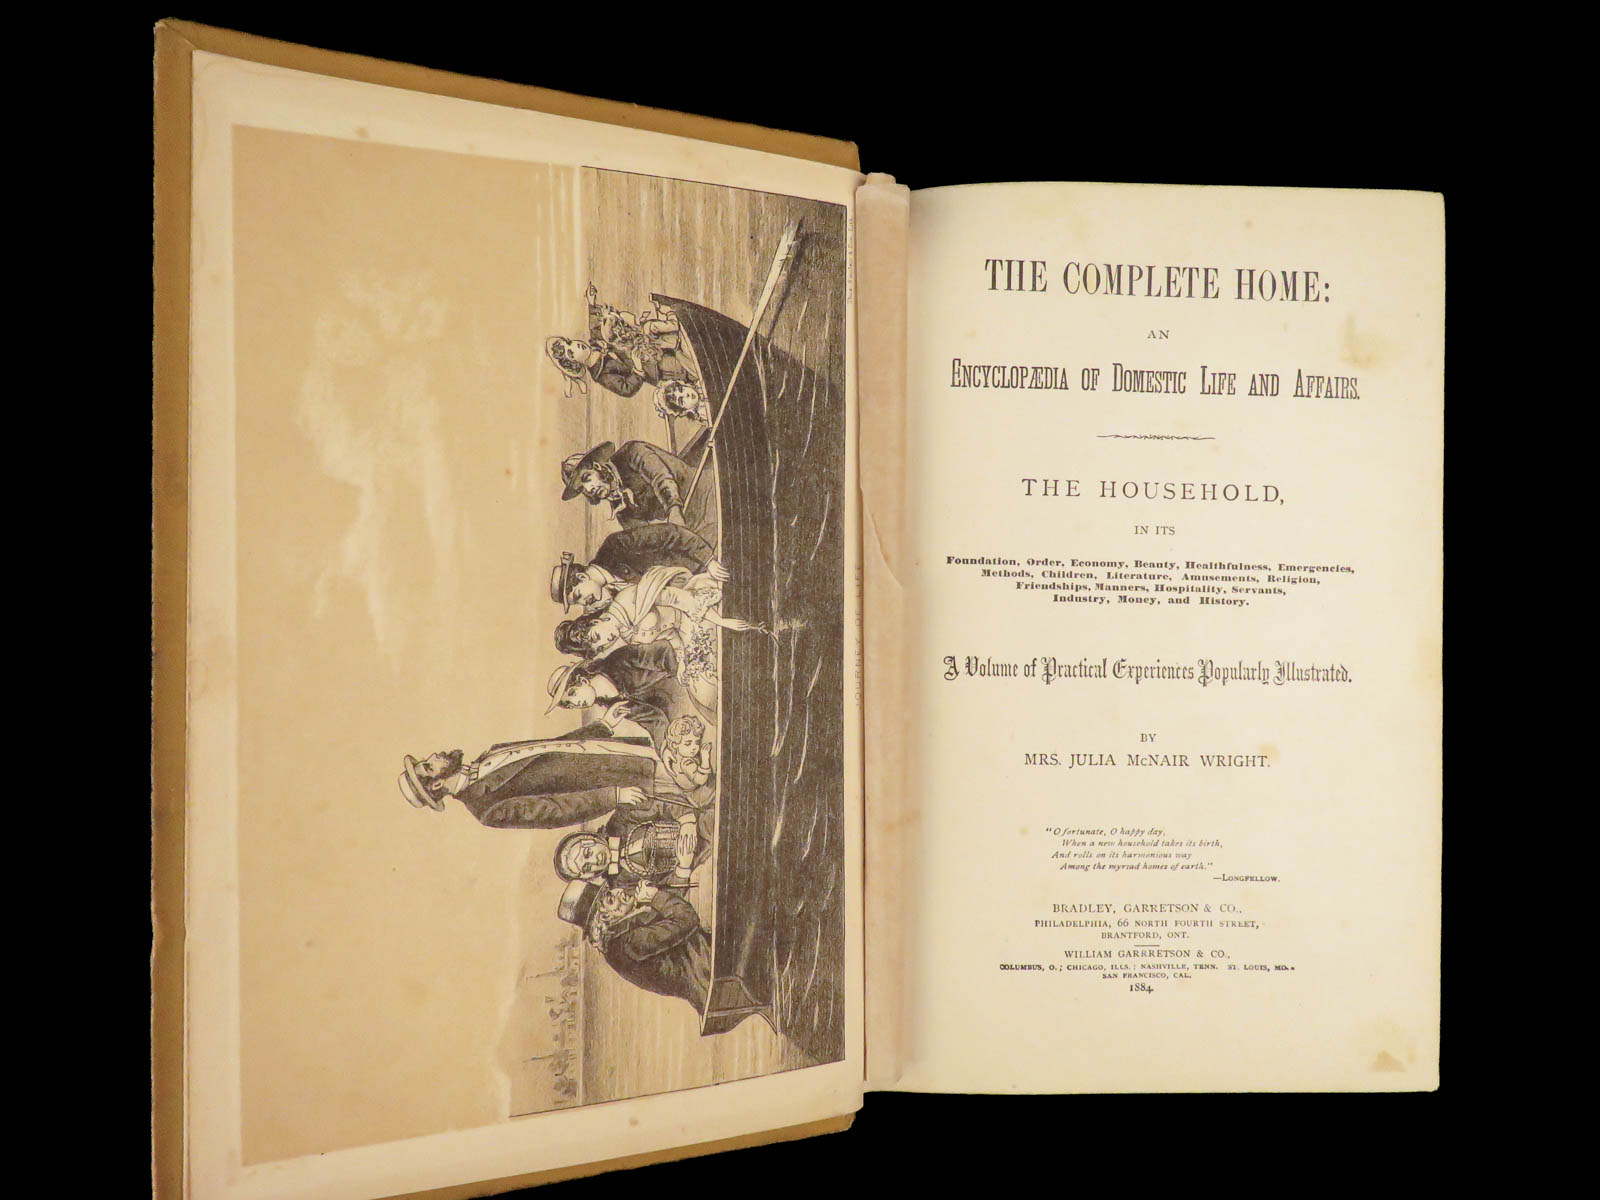 JOURNEY OF LIFE
THE COMPLETE HOME:
AN
ENCYCLOPÆDIA OF DOMESTIC LIFE AND AFFAIRS.
THE HOUSEHOLD,
IN ITS
Foundation, Order, Economy, Beauty, Healthfulness, Emergencies,
Methods, Children, Literature, Amusements, Religion,
Friendships, Manners, Hospitality, Servants,
Industry, Money, and History.
A Volume of Practical Experiences Popularly Illustrated.
BY
MRS. JULIA McNAIR WRIGHT.
"O fortunate, O happy day,
When a new household takes its birth,
And rolls on its harmonious way
Among the myriad homes of earth."
—LONGFELLOW.
BRADLEY, GARRETSON & CO.,
PHILADELPHIA, 66 NORTH FOURTH STREET,
BRANTFORD, ONT.
WILLIAM GARRRETSON & CO.,
COLUMBUS, O.; CHICAGO, ILLS.; NASHVILLE, TENN. ST. LOUIS, MO.
SAN FRANCISCO, CAL.
1884